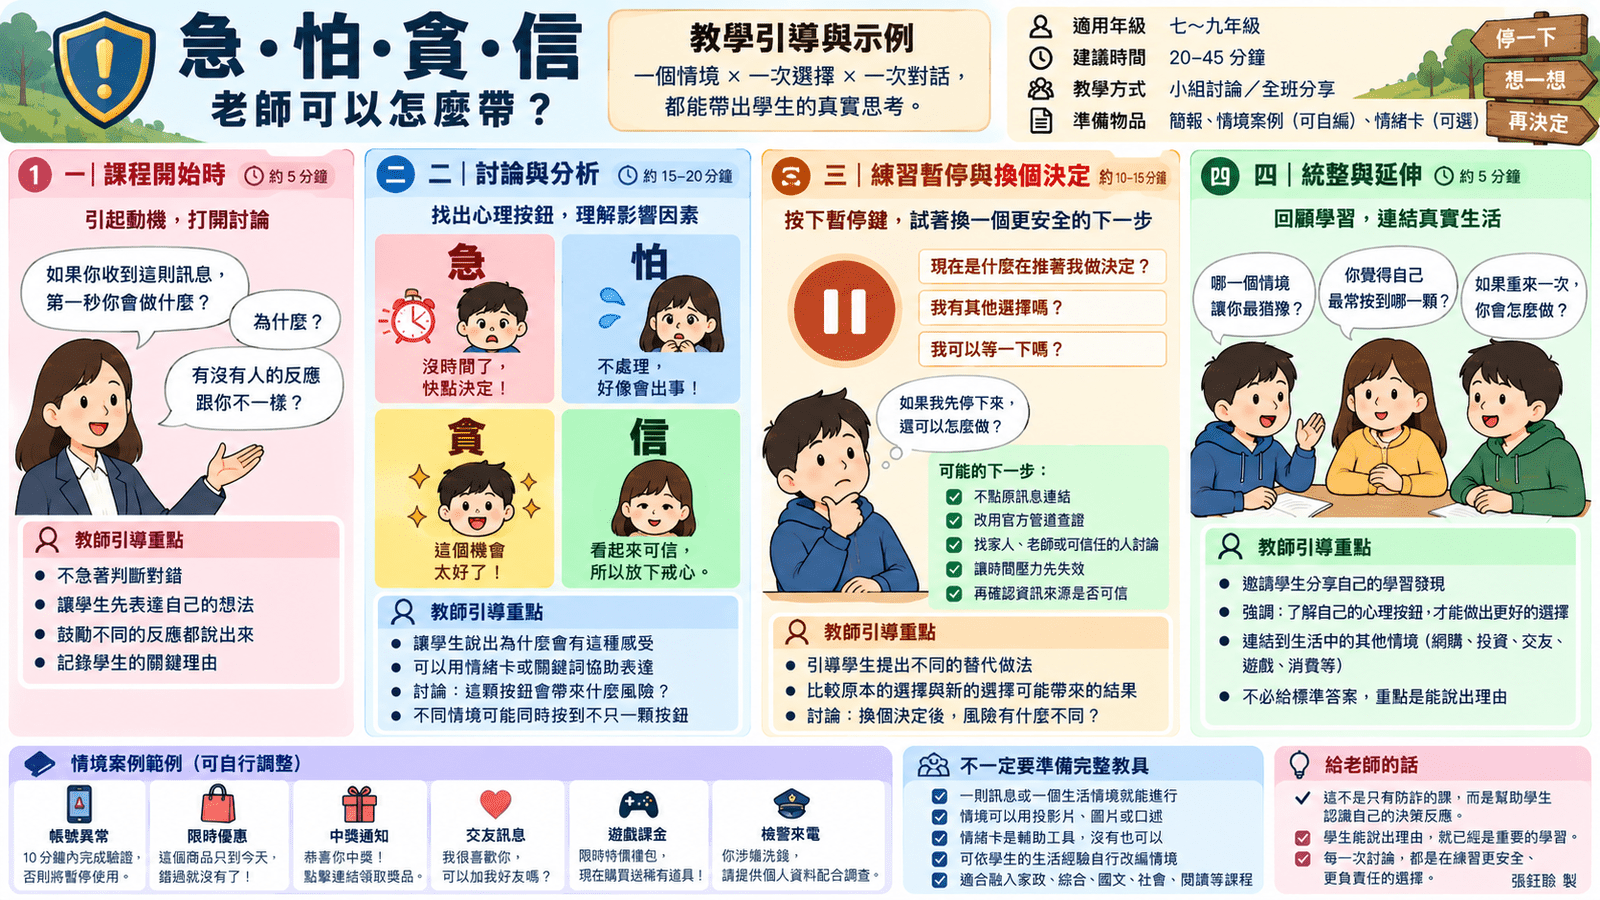 急·怕·貪·信
老師可以怎麼帶？
教學引導與示例
一個情境 × 一次選擇 × 一次對話，
都能帶出學生的真實思考。
適用年級 七～九年級
建議時間 20–45 分鐘
教學方式 小組討論／全班分享
準備物品 簡報、情境案例（可自編）、情緒卡（可選）
停一下
想一想
再決定
1 一｜課程開始時 約 5 分鐘
引起動機，打開討論
如果你收到這則訊息，
第一秒你會做什麼？
為什麼？
有沒有人的反應
跟你不一樣？
教師引導重點
● 不急著判斷對錯
● 讓學生先表達自己的想法
● 鼓勵不同的反應都說出來
● 記錄學生的關鍵理由
二 二｜討論與分析 約 15–20 分鐘
找出心理按鈕，理解影響因素
急
沒時間了，
快點決定！
怕
不處理，
好像會出事！
貪
這個機會
太好了！
信
看起來可信，
所以放下戒心。
教師引導重點
● 讓學生說出為什麼會有這種感受
● 可以用情緒卡或關鍵詞協助表達
● 討論：這顆按鈕會帶來什麼風險？
● 不同情境可能同時按到不只一顆按鈕
三｜練習暫停與換個決定 約 10–15 分鐘
按下暫停鍵，試著換一個更安全的下一步
現在是什麼在推著我做決定？
我有其他選擇嗎？
我可以等一下嗎？
如果我先停下來，
還可以怎麼做？
可能的下一步：
不點原訊息連結
改用官方管道查證
找家人、老師或可信任的人討論
讓時間壓力先失效
再確認資訊來源是否可信
教師引導重點
● 引導學生提出不同的替代做法
● 比較原本的選擇與新的選擇可能帶來的結果
● 討論：換個決定後，風險有什麼不同？
四 四｜統整與延伸 約 5 分鐘
回顧學習，連結真實生活
哪一個情境
讓你最猶豫？
你覺得自己
最常按到哪一顆？
如果重來一次，
你會怎麼做？
教師引導重點
● 邀請學生分享自己的學習發現
● 強調：了解自己的心理按鈕，才能做出更好的選擇
● 連結到生活中的其他情境（網購、投資、交友、
遊戲、消費等）
● 不必給標準答案，重點是能說出理由
情境案例範例（可自行調整）
帳號異常
10 分鐘內完成驗證，
否則將暫停使用。
限時優惠
這個商品只到今天，
錯過就沒有了！
中獎通知
恭喜你中獎！
點擊連結領取獎品。
交友訊息
我很喜歡你，
可以加我好友嗎？
遊戲課金
限時特價禮包，
現在購買送稀有道具！
檢警來電
你涉嫌洗錢，
請提供個人資料配合調查。
不一定要準備完整教具
一則訊息或一個生活情境就能進行
情境可以用投影片、圖片或口述
情緒卡是輔助工具，沒有也可以
可依學生的生活經驗自行改編情境
適合融入家政、綜合、國文、社會、閱讀等課程
給老師的話
這不是只有防詐的課，而是幫助學生
認識自己的決策反應。
學生能說出理由，就已經是重要的學習。
每一次討論，都是在練習更安全、
更負責任的選擇。
張鈺聆 製